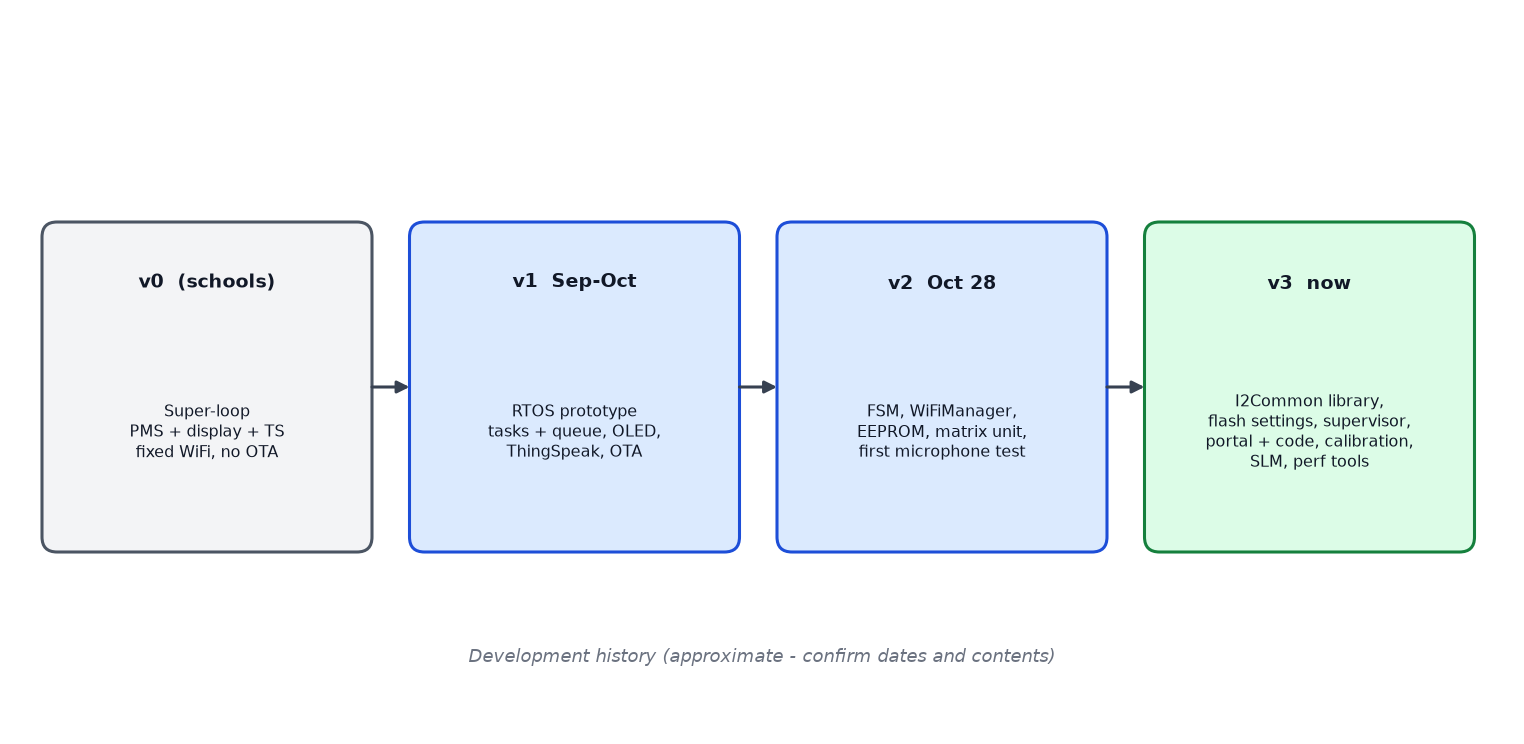 v0  (schools)
Super-loop
PMS + display + TS
fixed WiFi, no OTA
v1  Sep-Oct
RTOS prototype
tasks + queue, OLED,
ThingSpeak, OTA
v2  Oct 28
FSM, WiFiManager,
EEPROM, matrix unit,
first microphone test
v3  now
I2Common library,
flash settings, supervisor,
portal + code, calibration,
SLM, perf tools
Development history (approximate - confirm dates and contents)